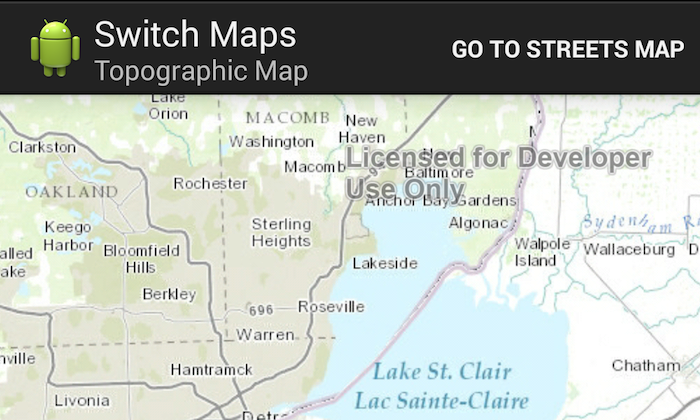 Switch Maps
Topographic Map
GO TO STREETS MAP
Lake
Orion
MACOMB
New
Haven
Clarkston
Washington
Macomb
Licensed for Developer
Use Only
Baltimore
Rochester
OAKLAND
Anchor Bay Gardens
Algonac
Keego
Harbor
Sterling
Heights
Bloomfield
Hills
Lakeside
Walpole
Island
Sydenham
Wallaceburg
D
alled
ake
Berkley
696
Roseville
Warren
nville
Hamtramck
Lake St. Clair
Lac Sainte-Claire
Chatham
Livonia
Detr